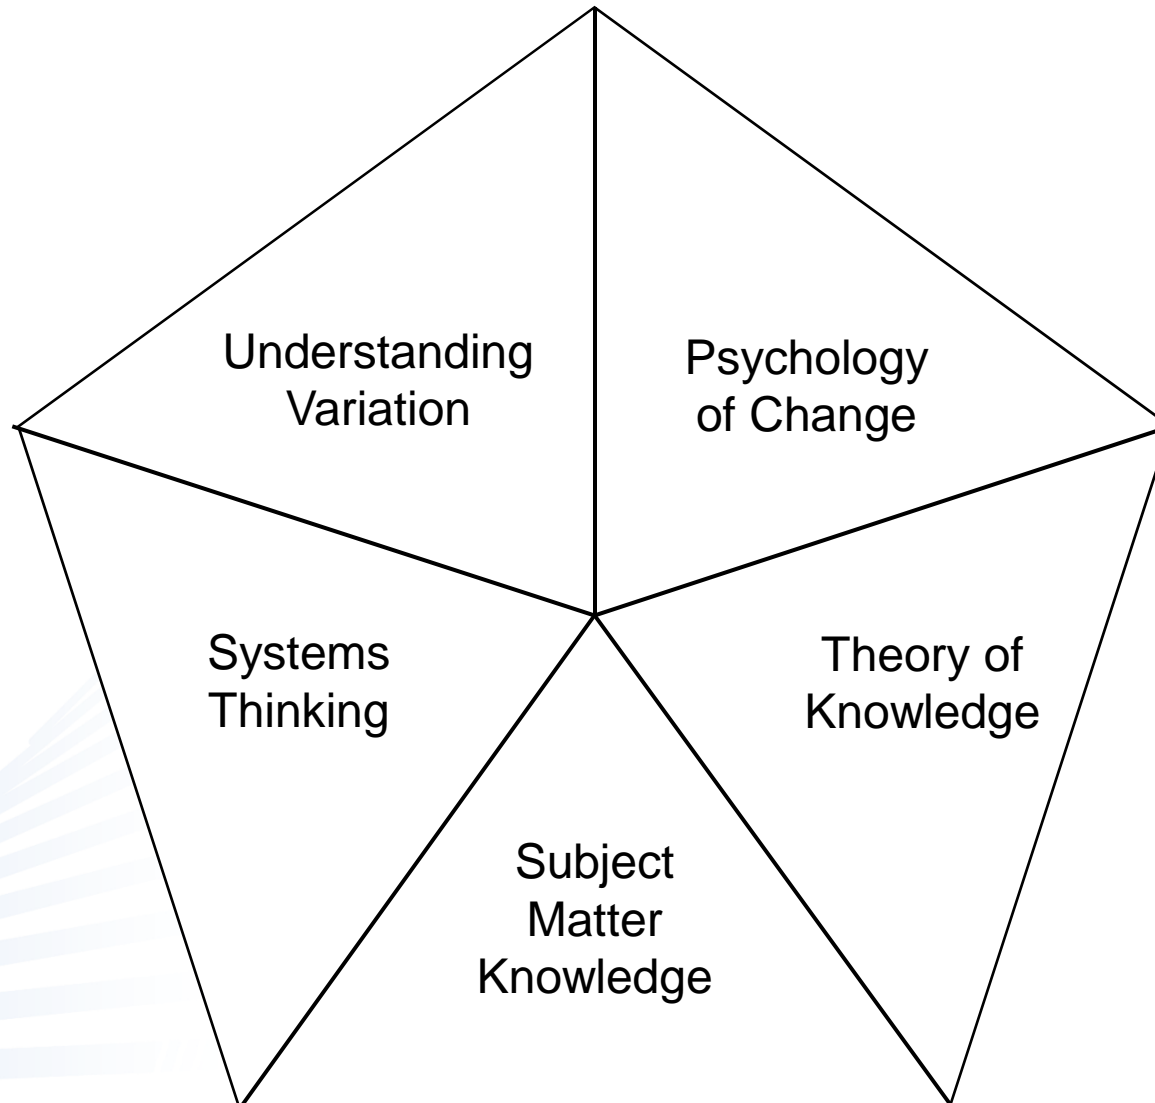 Understanding
Variation
Psychology
of Change
Systems
Thinking
Theory of
Knowledge
Subject
Matter
Knowledge